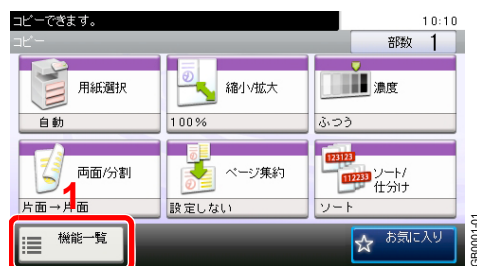 コピーできます。
10:10
コピー
部数 1
用紙選択
自動
縮小/拡大
100%
濃度
ふつう
両面/分割
片面→片面
ページ集約
設定しない
123123
112233
ソート/
仕分け
ソート
1
機能一覧
お気に入り
GB0001-01